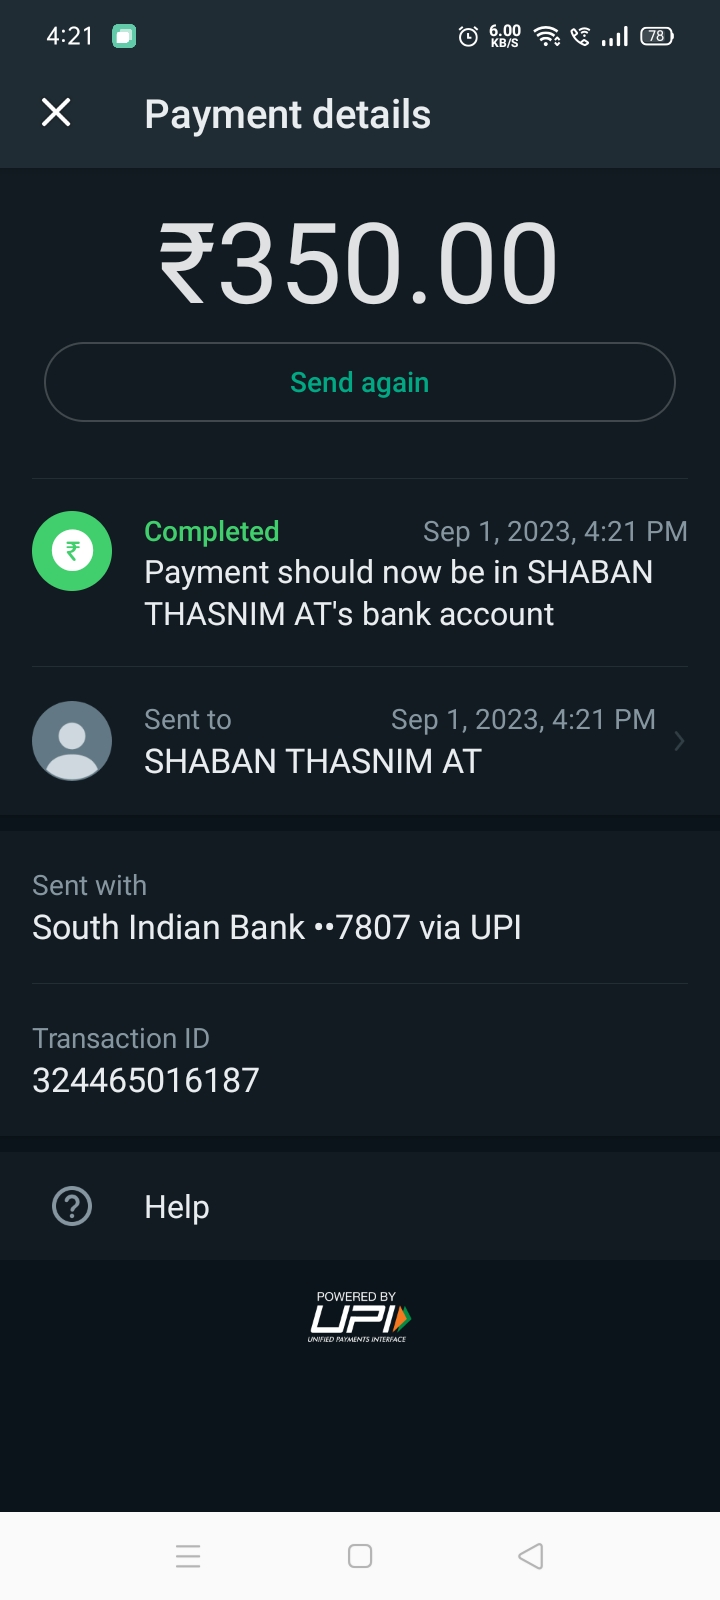 4:21
6.00
KB/S
78
Payment details
₹350.00
Send again
₹
Completed
Sep 1, 2023, 4:21 PM
Payment should now be in SHABAN
THASNIM AT's bank account
Sent to
Sep 1, 2023, 4:21 PM
SHABAN THASNIM AT
Sent with
South Indian Bank ••7807 via UPI
Transaction ID
324465016187
?
Help
POWERED BY
UPI
UNIFIED PAYMENTS INTERFACE